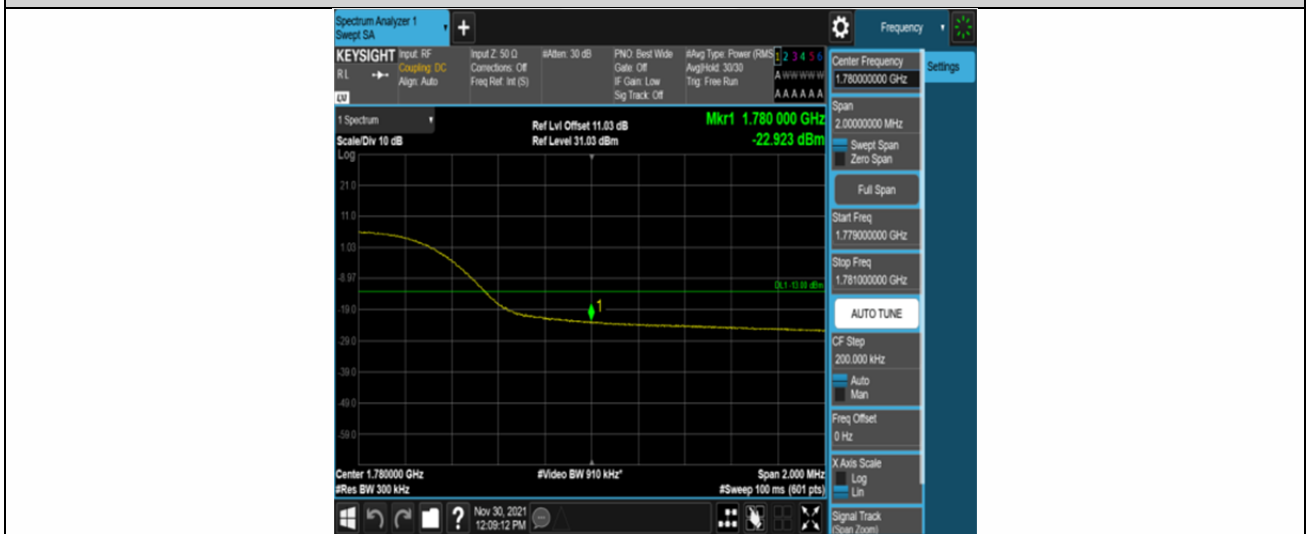 Spectrum Analyzer 1
Swept SA
+
Frequency
KEYSIGHT
RL
LXI
Input: RF
Coupling: DC
Align: Auto
Input Z: 50 Ω
Corrections: Off
Freq Ref: Int (S)
#Atten: 30 dB
PNO: Best Wide
Gate: Off
IF Gain: Low
Sig Track: Off
#Avg Type: Power (RMS
Avg|Hold: 30/30
Trig: Free Run
1 2 3 4 5 6
A W W W W W
A A A A A A
1 Spectrum
Scale/Div 10 dB
Log
Ref Lvl Offset 11.03 dB
Ref Level 31.03 dBm
Mkr1 1.780 000 GHz
-22.923 dBm
21.0
11.0
1.03
-8.97
-19.0
-29.0
-39.0
-49.0
-59.0
DL1 -13.00 dBm
1
Center 1.780000 GHz
#Res BW 300 kHz
#Video BW 910 kHz*
Span 2.000 MHz
#Sweep 100 ms (601 pts)
?
Nov 30, 2021
12:09:12 PM
Center Frequency
1.780000000 GHz
Settings
Span
2.00000000 MHz
Swept Span
Zero Span
Full Span
Start Freq
1.779000000 GHz
Stop Freq
1.781000000 GHz
AUTO TUNE
CF Step
200.000 kHz
Auto
Man
Freq Offset
0 Hz
X Axis Scale
Log
Lin
Signal Track
(Span Zoom)